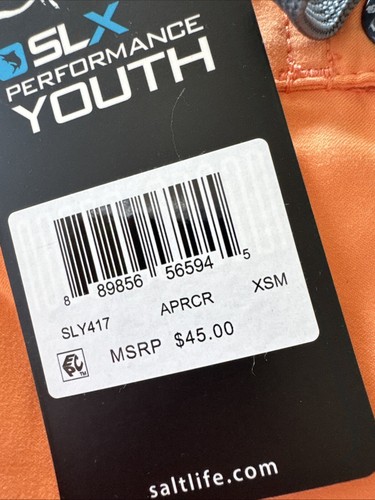 SLX
PERFORMANCE
YOUTH
8 89856 56594 5
SLY417 APRCR XSM
MSRP $45.00
saltlife.com